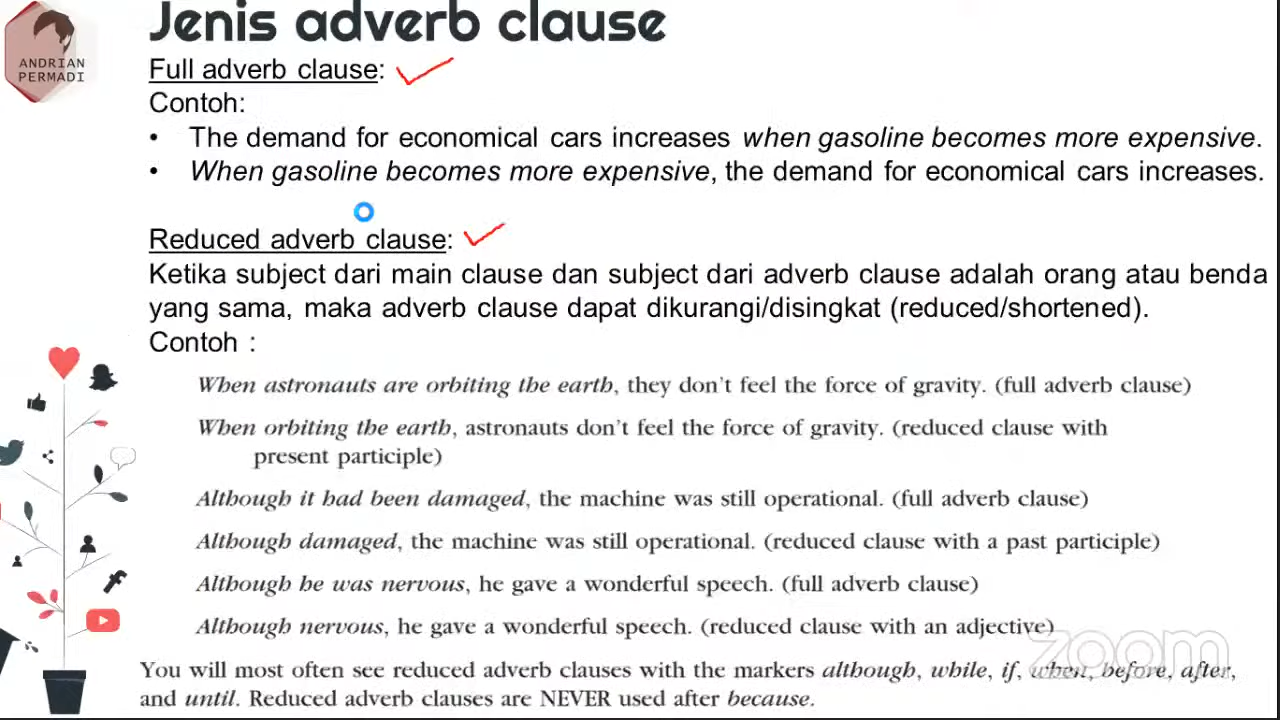 Jenis adverb clause
ANDRIAN
PERMADI
Full adverb clause:
Contoh:
• The demand for economical cars increases when gasoline becomes more expensive.
• When gasoline becomes more expensive, the demand for economical cars increases.
Reduced adverb clause:
Ketika subject dari main clause dan subject dari adverb clause adalah orang atau benda
yang sama, maka adverb clause dapat dikurangi/disingkat (reduced/shortened).
Contoh :
When astronauts are orbiting the earth, they don't feel the force of gravity. (full adverb clause)
When orbiting the earth, astronauts don't feel the force of gravity. (reduced clause with
present participle)
Although it had been damaged, the machine was still operational. (full adverb clause)
Although damaged, the machine was still operational. (reduced clause with a past participle)
Although he was nervous, he gave a wonderful speech. (full adverb clause)
Although nervous, he gave a wonderful speech. (reduced clause with an adjective)
zoom
You will most often see reduced adverb clauses with the markers although, while, if, when, before, after,
and until. Reduced adverb clauses are NEVER used after because.